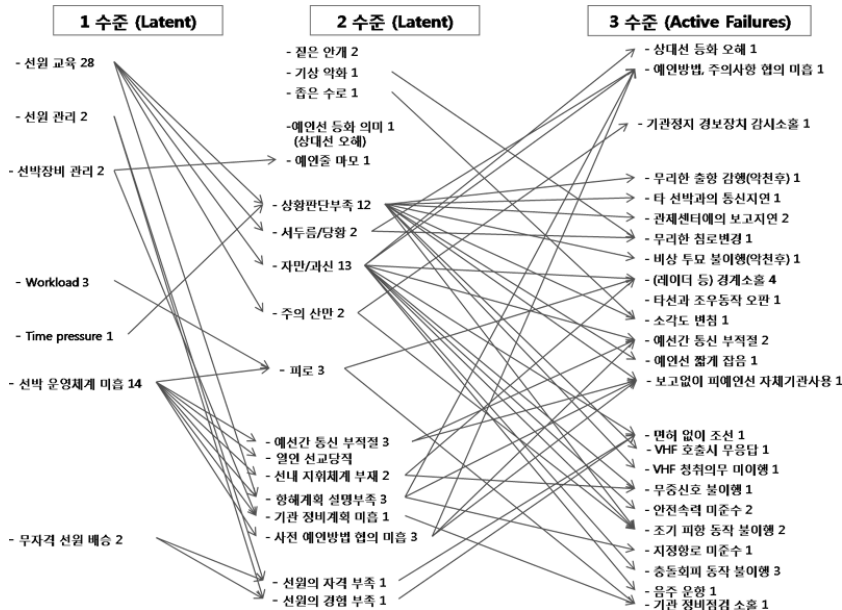 1 수준 (Latent)
- 선원 교육 28
- 선원 관리 2
- 선박장비 관리 2
- Workload 3
- Time pressure 1
- 선박 운영체계 미흡 14
- 무자격 선원 배승 2
2 수준 (Latent)
- 짙은 안개 2
- 기상 악화 1
- 좁은 수로 1
-예인선 등화 의미 1
(상대선 오해)
- 예인줄 마모 1
- 상황판단부족 12
- 서두름/당황 2
- 자만/과신 13
- 주의 산만 2
- 피로 3
- 예선간 통신 부적절 3
- 열연 선교당직
- 선내 지휘체계 부재 2
- 항해계획 설명부족 3
- 기관 정비계획 미흡 1
- 사전 예인방법 협의 미흡 3
- 선원의 자격 부족 1
- 선원의 경험 부족 1
3 수준 (Active Failures)
- 상대선 등화 오해 1
- 예인방법, 주의사항 협의 미흡 1
- 기관정지 경보장치 감시소홀 1
- 무리한 출항 감행(악천후) 1
- 타 선박과의 통신지연 1
- 관제센터에의 보고지연 2
- 무리한 침로변경 1
- 비상 투묘 불이행(악천후) 1
- (레이더 등) 경계소홀 4
- 타선과 조우동작 오판 1
- 소각도 변침 1
- 예선간 통신 부적절 2
- 예인선 짧게 잡음 1
- 보고없이 피예인선 자체기관사용 1
- 면허 없이 조선 1
- VHF 호출시 무응답 1
- VHF 청취의무 미이행 1
- 무중신호 불이행 1
- 안전속력 미준수 2
- 조기 피항 동작 불이행 2
- 지정항로 미준수 1
- 충돌회피 동작 불이행 3
- 음주 운항 1
- 기관 정비점검 소홀 1